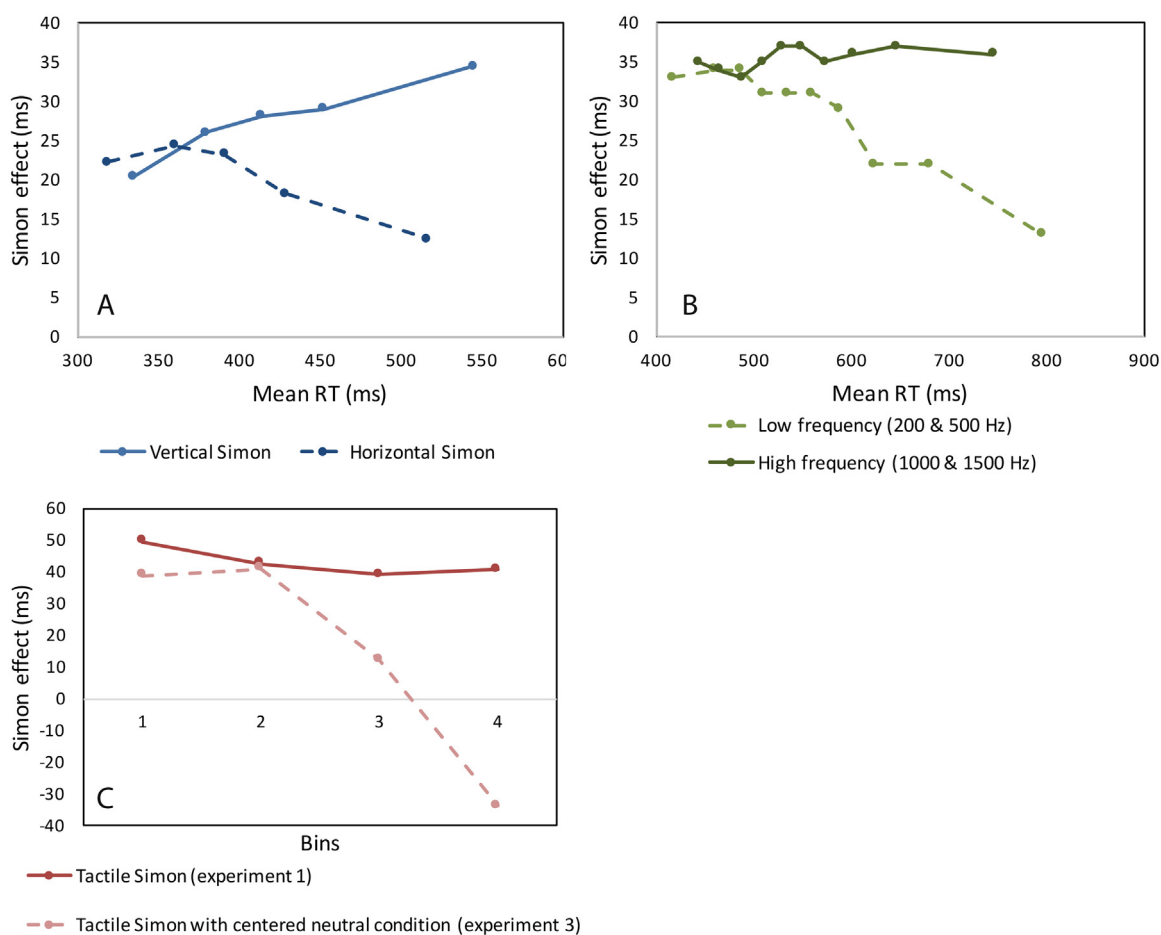 40
35
30
25
20
15
10
5
0
Simon effect (ms)
A
300 350 400 450 500 550 60
Mean RT (ms)
Vertical Simon Horizontal Simon
40
35
30
25
20
15
10
5
0
Simon effect (ms)
B
400 500 600 700 800 900
Mean RT (ms)
Low frequency (200 & 500 Hz)
High frequency (1000 & 1500 Hz)
60
50
40
30
20
10
0
-10
-20
-30
-40
Simon effect (ms)
1 2 3 4
C
Bins
Tactile Simon (experiment 1)
Tactile Simon with centered neutral condition (experiment 3)